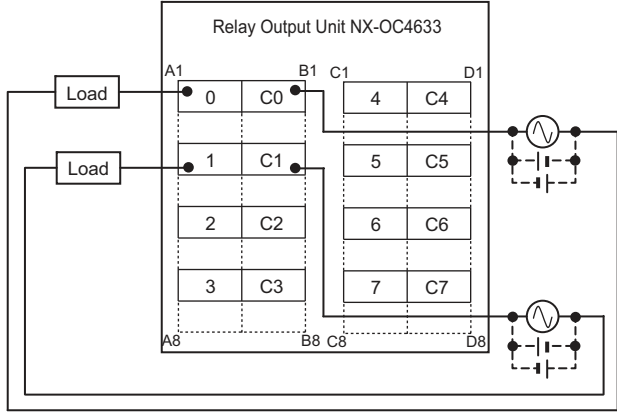 Relay Output Unit NX-OC4633
A1 B1 C1 D1
Load 0 C0 4 C4
Load 1 C1 5 C5
2 C2 6 C6
3 C3 7 C7
A8 B8 C8 D8